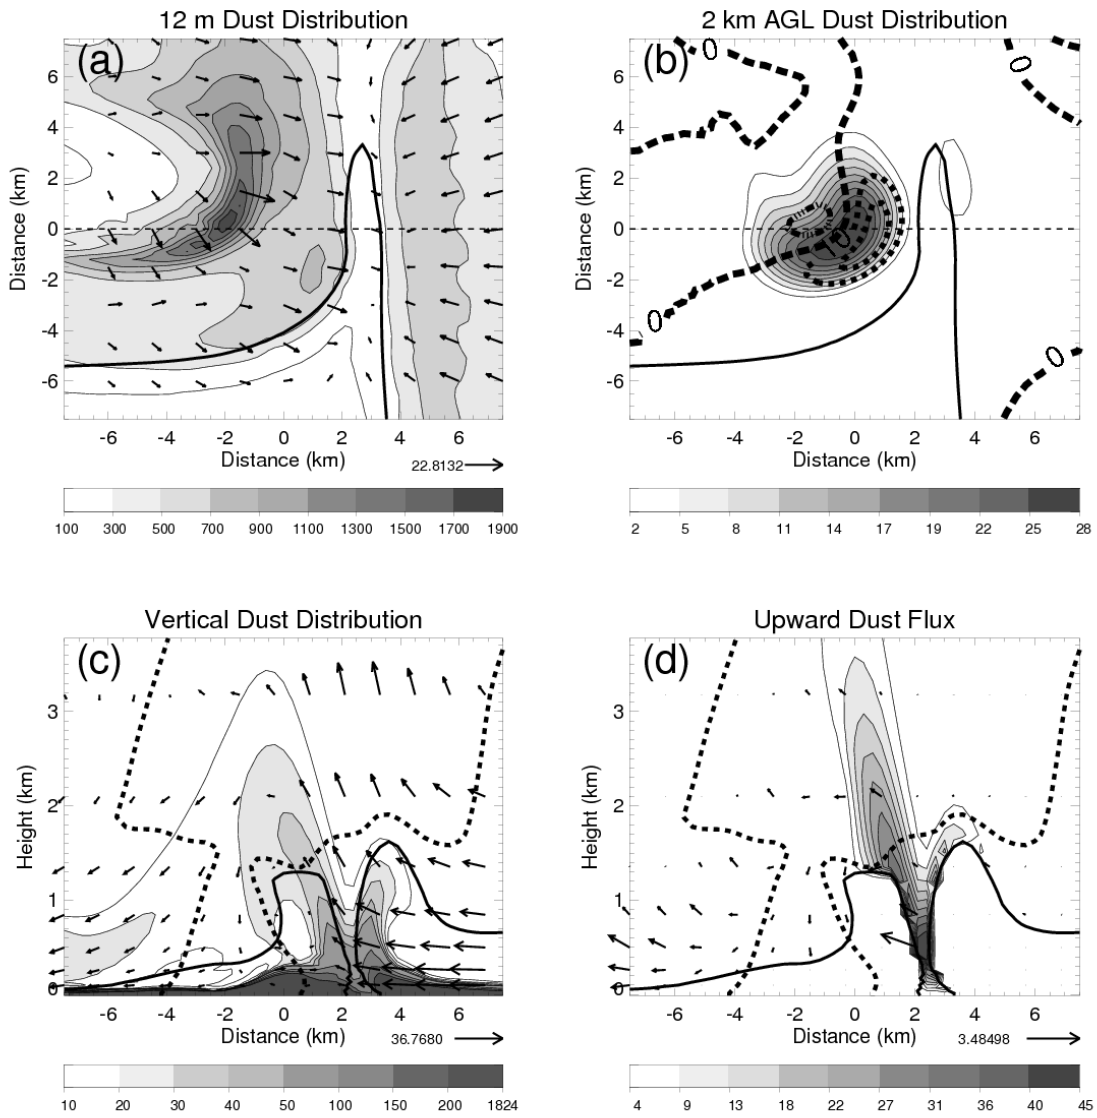 12 m Dust Distribution
(a)
Distance (km)
6
4
2
0
-2
-4
-6
-6 -4 -2 0 2 4 6
Distance (km)
22.8132
100 300 500 700 900 1100 1300 1500 1700 1900
2 km AGL Dust Distribution
(b)
0
0
0
0
0
Distance (km)
6
4
2
0
-2
-4
-6
-6 -4 -2 0 2 4 6
Distance (km)
2 5 8 11 14 17 19 22 25 28
Vertical Dust Distribution
(c)
Height (km)
3
2
1
0
-6 -4 -2 0 2 4 6
Distance (km)
36.7680
10 20 30 40 50 100 150 200 1824
Upward Dust Flux
(d)
Height (km)
3
2
1
0
-6 -4 -2 0 2 4 6
Distance (km)
3.48498
4 9 13 18 22 27 31 36 40 45